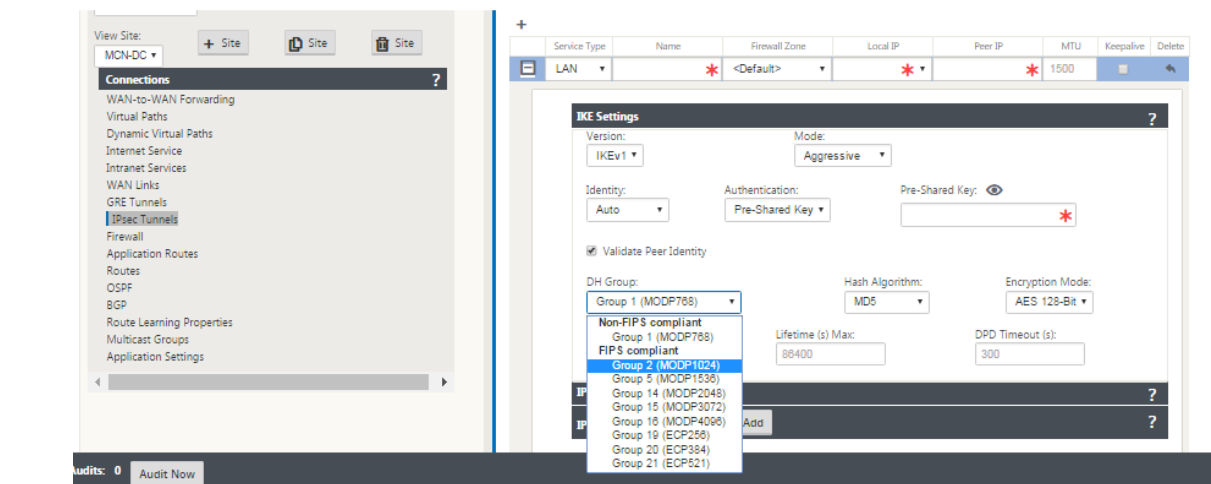 View Site:
MCN-DC
+ Site
Site
Site
Connections ?
WAN-to-WAN Forwarding
Virtual Paths
Dynamic Virtual Paths
Internet Service
Intranet Services
WAN Links
GRE Tunnels
IPsec Tunnels
Firewall
Application Routes
Routes
OSPF
BGP
Route Learning Properties
Multicast Groups
Application Settings
+
Service Type Name Firewall Zone Local IP Peer IP MTU Keepalive Delete
LAN * <Default> * * 1500
IKE Settings ?
Version: Mode:
IKEv1 Aggressive
Identity: Authentication: Pre-Shared Key:
Auto Pre-Shared Key *
Validate Peer Identity
DH Group: Hash Algorithm: Encryption Mode:
Group 1 (MODP768) MD5 AES 128-Bit
Non-FIPS compliant
Group 1 (MODP768)
FIPS compliant
Group 2 (MODP1024)
Group 5 (MODP1536)
Group 14 (MODP2048)
Group 15 (MODP3072)
Group 16 (MODP4096)
Group 19 (ECP256)
Group 20 (ECP384)
Group 21 (ECP521)
Lifetime (s) Max: DPD Timeout (s):
86400 300
IP ?
IP Add ?
Audits: 0 Audit Now